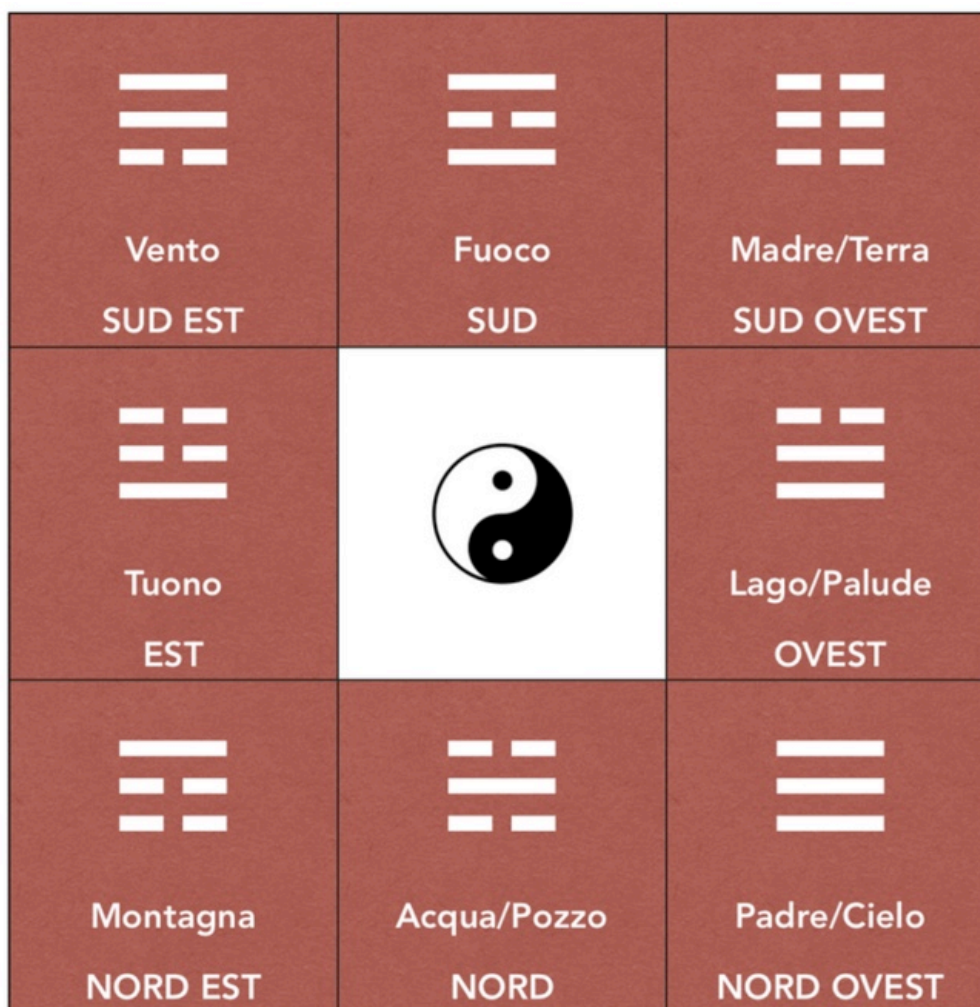 Vento
SUD EST
Fuoco
SUD
Madre/Terra
SUD OVEST
Tuono
EST
Lago/Palude
OVEST
Montagna
NORD EST
Acqua/Pozzo
NORD
Padre/Cielo
NORD OVEST